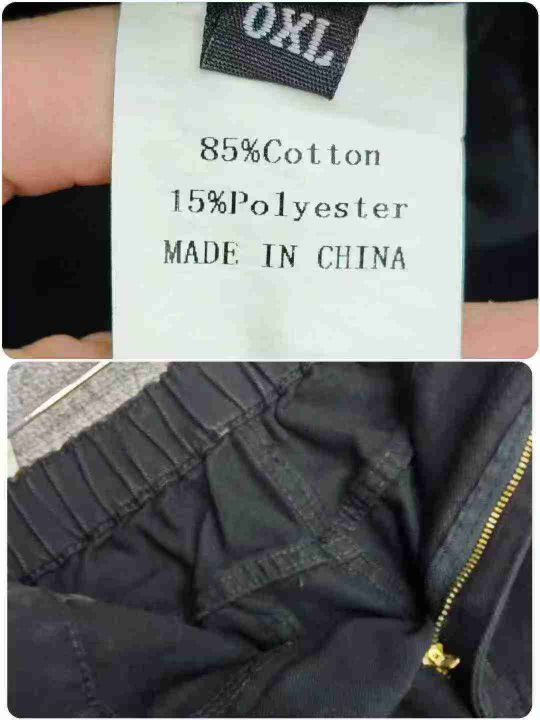 0XL
85%Cotton
15%Polyester
MADE IN CHINA